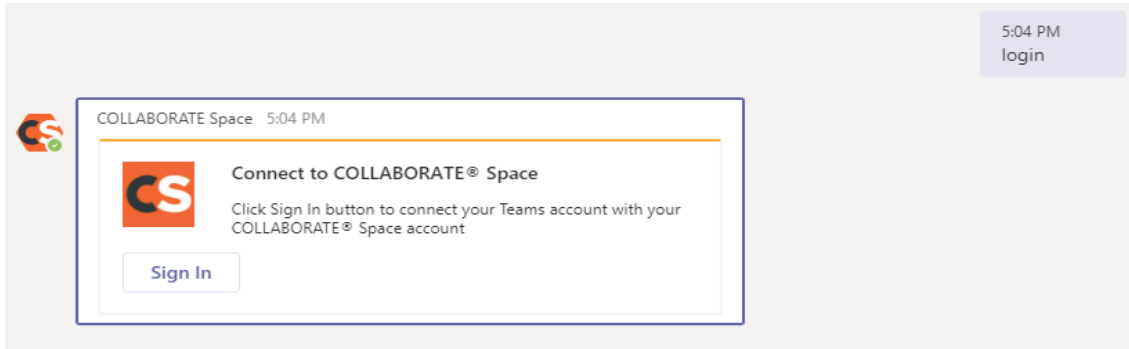 5:04 PM
login
CS
COLLABORATE Space 5:04 PM
CS
Connect to COLLABORATE® Space
Click Sign In button to connect your Teams account with your
COLLABORATE® Space account
Sign In